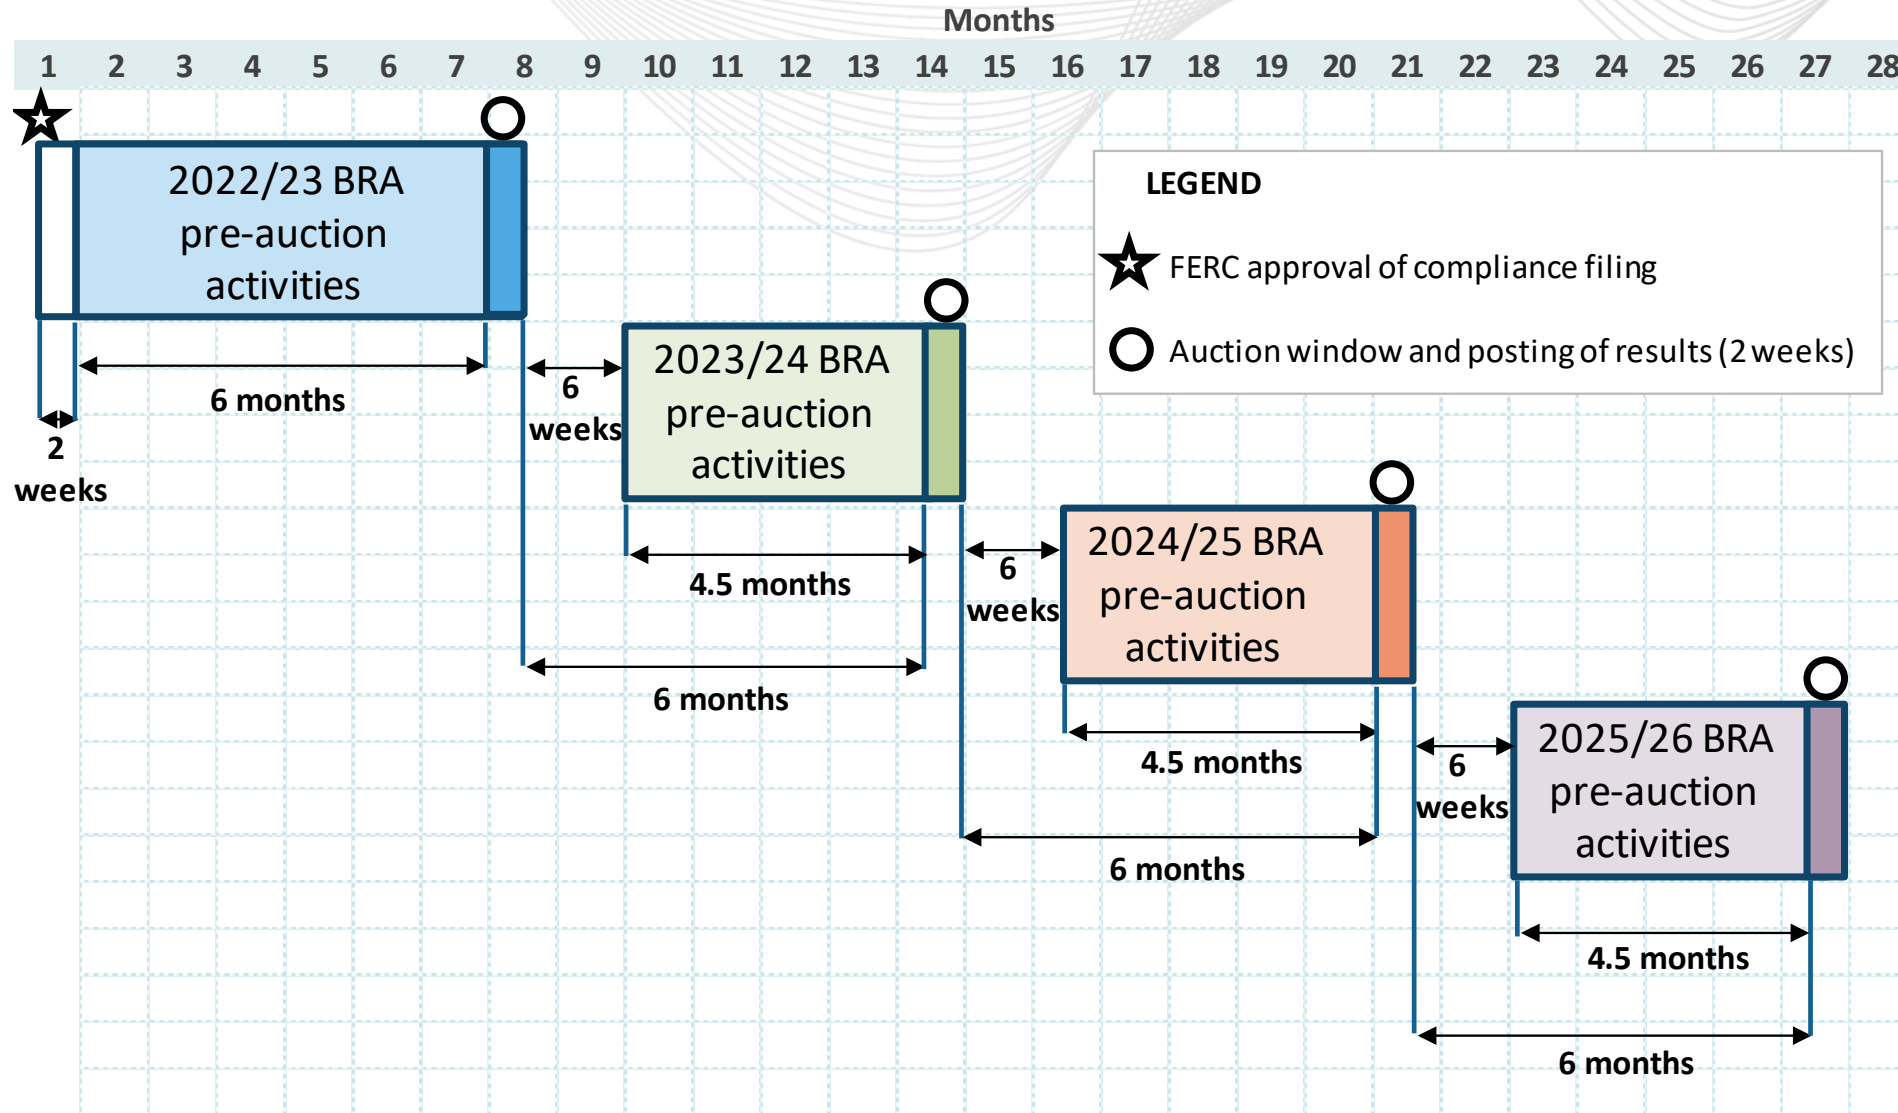 Months
1 2 3 4 5 6 7 8 9 10 11 12 13 14 15 16 17 18 19 20 21 22 23 24 25 26 27 28
2022/23 BRA
pre-auction
activities
6 months
2
weeks
LEGEND
FERC approval of compliance filing
Auction window and posting of results (2 weeks)
6
weeks
2023/24 BRA
pre-auction
activities
4.5 months
6 months
6
weeks
2024/25 BRA
pre-auction
activities
4.5 months
6 months
6
weeks
2025/26 BRA
pre-auction
activities
4.5 months
6 months